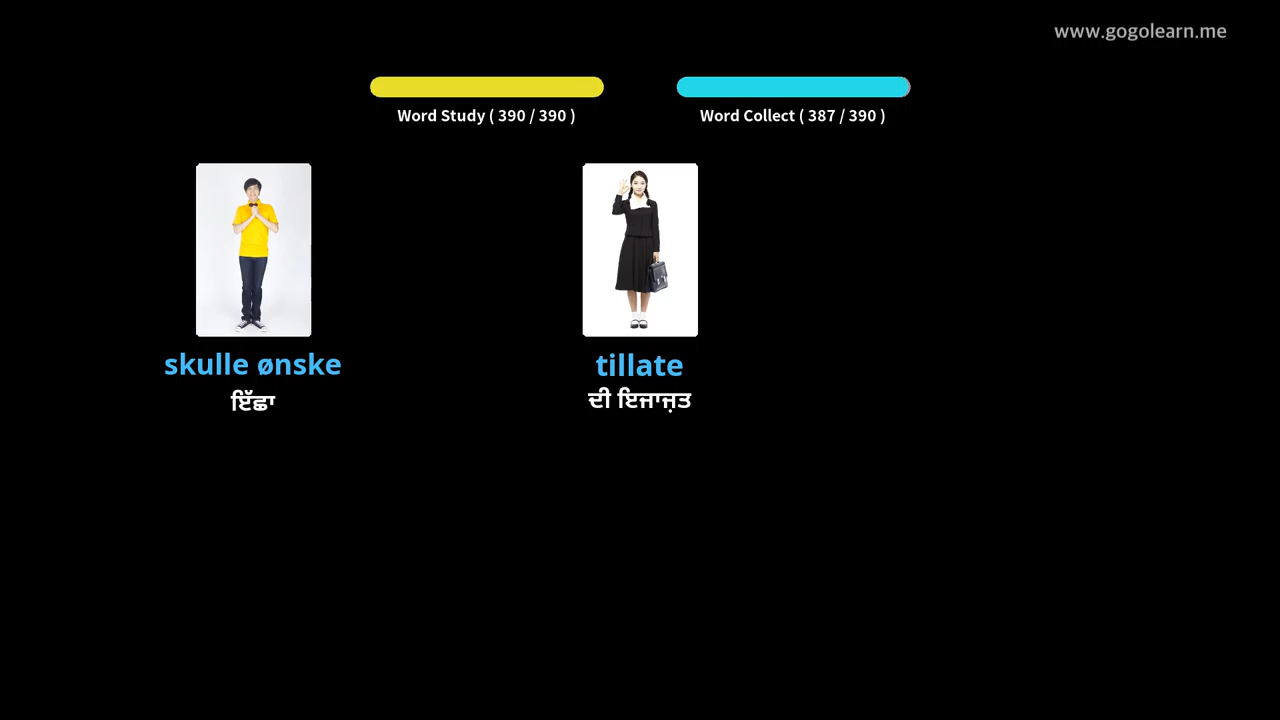 www.gogolearn.me
Word Study ( 390 / 390 )
Word Collect ( 387 / 390 )
skulle ønske
ਇੱਛਾ
tillate
ਦੀ ਇਜਾਜ਼ਤ